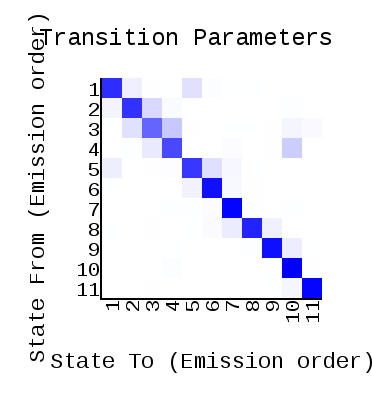 Transition Parameters
State From (Emission order)
1
2
3
4
5
6
7
8
9
10
11
1 2 3 4 5 6 7 8 9 10 11
State To (Emission order)